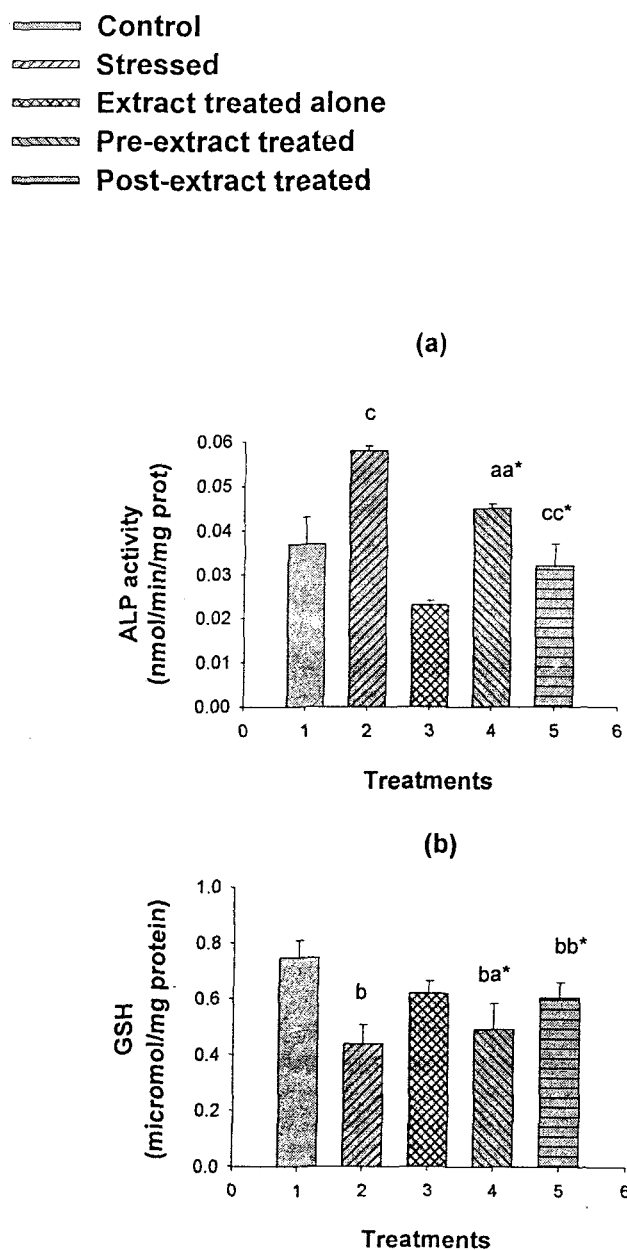 Control
Stressed
Extract treated alone
Pre-extract treated
Post-extract treated
(a)
ALP activity
(nmol/min/mg prot)
0.06
0.05
0.04
0.03
0.02
0.01
0.00
c
aa*
cc*
0 1 2 3 4 5 6
Treatments
(b)
GSH
(micromol/mg protein)
1.0
0.8
0.6
0.4
0.2
0.0
b
ba*
bb*
0 1 2 3 4 5 6
Treatments